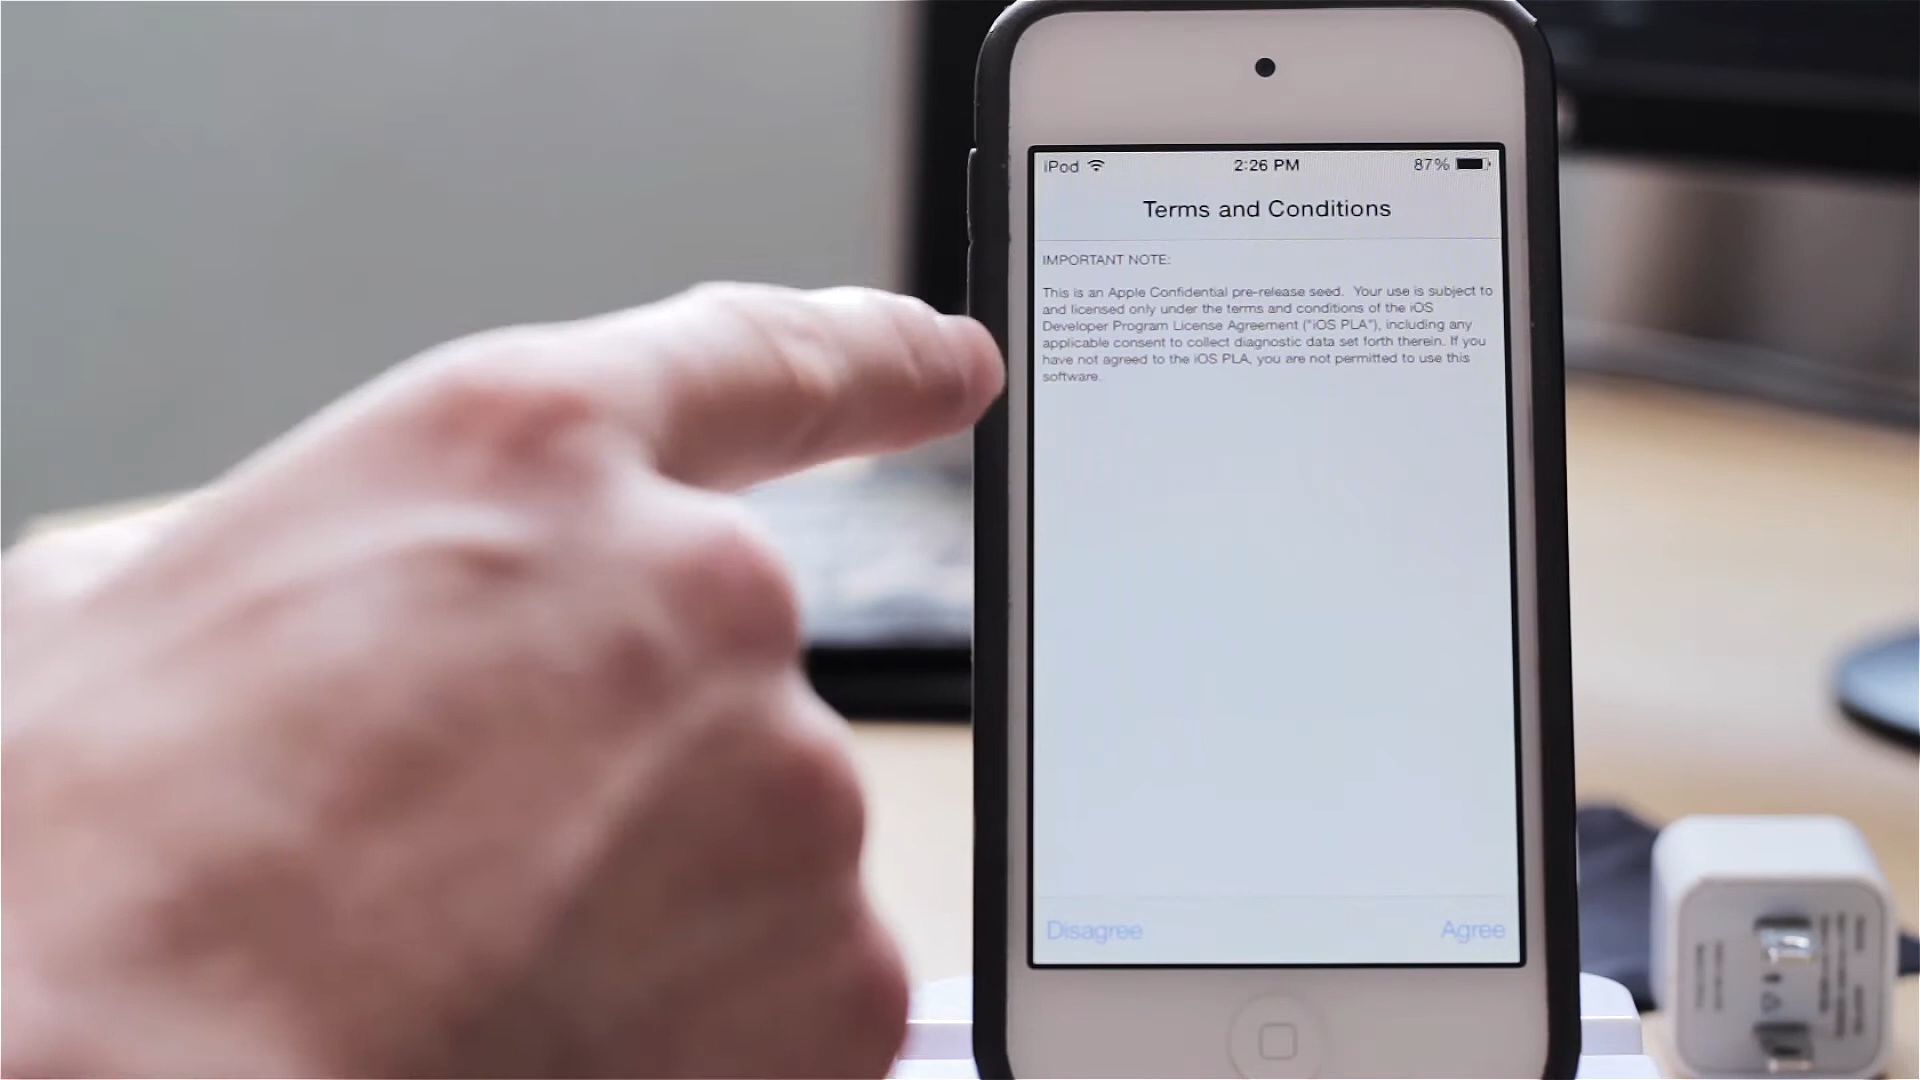 iPod 2:26 PM 87%
Terms and Conditions
IMPORTANT NOTE:
This is an Apple Confidential pre-release seed. Your use is subject to
and licensed only under the terms and conditions of the iOS
Developer Program License Agreement ("iOS PLA"), including any
applicable consent to collect diagnostic data set forth therein. If you
have not agreed to the iOS PLA, you are not permitted to use this
software.
Disagree Agree